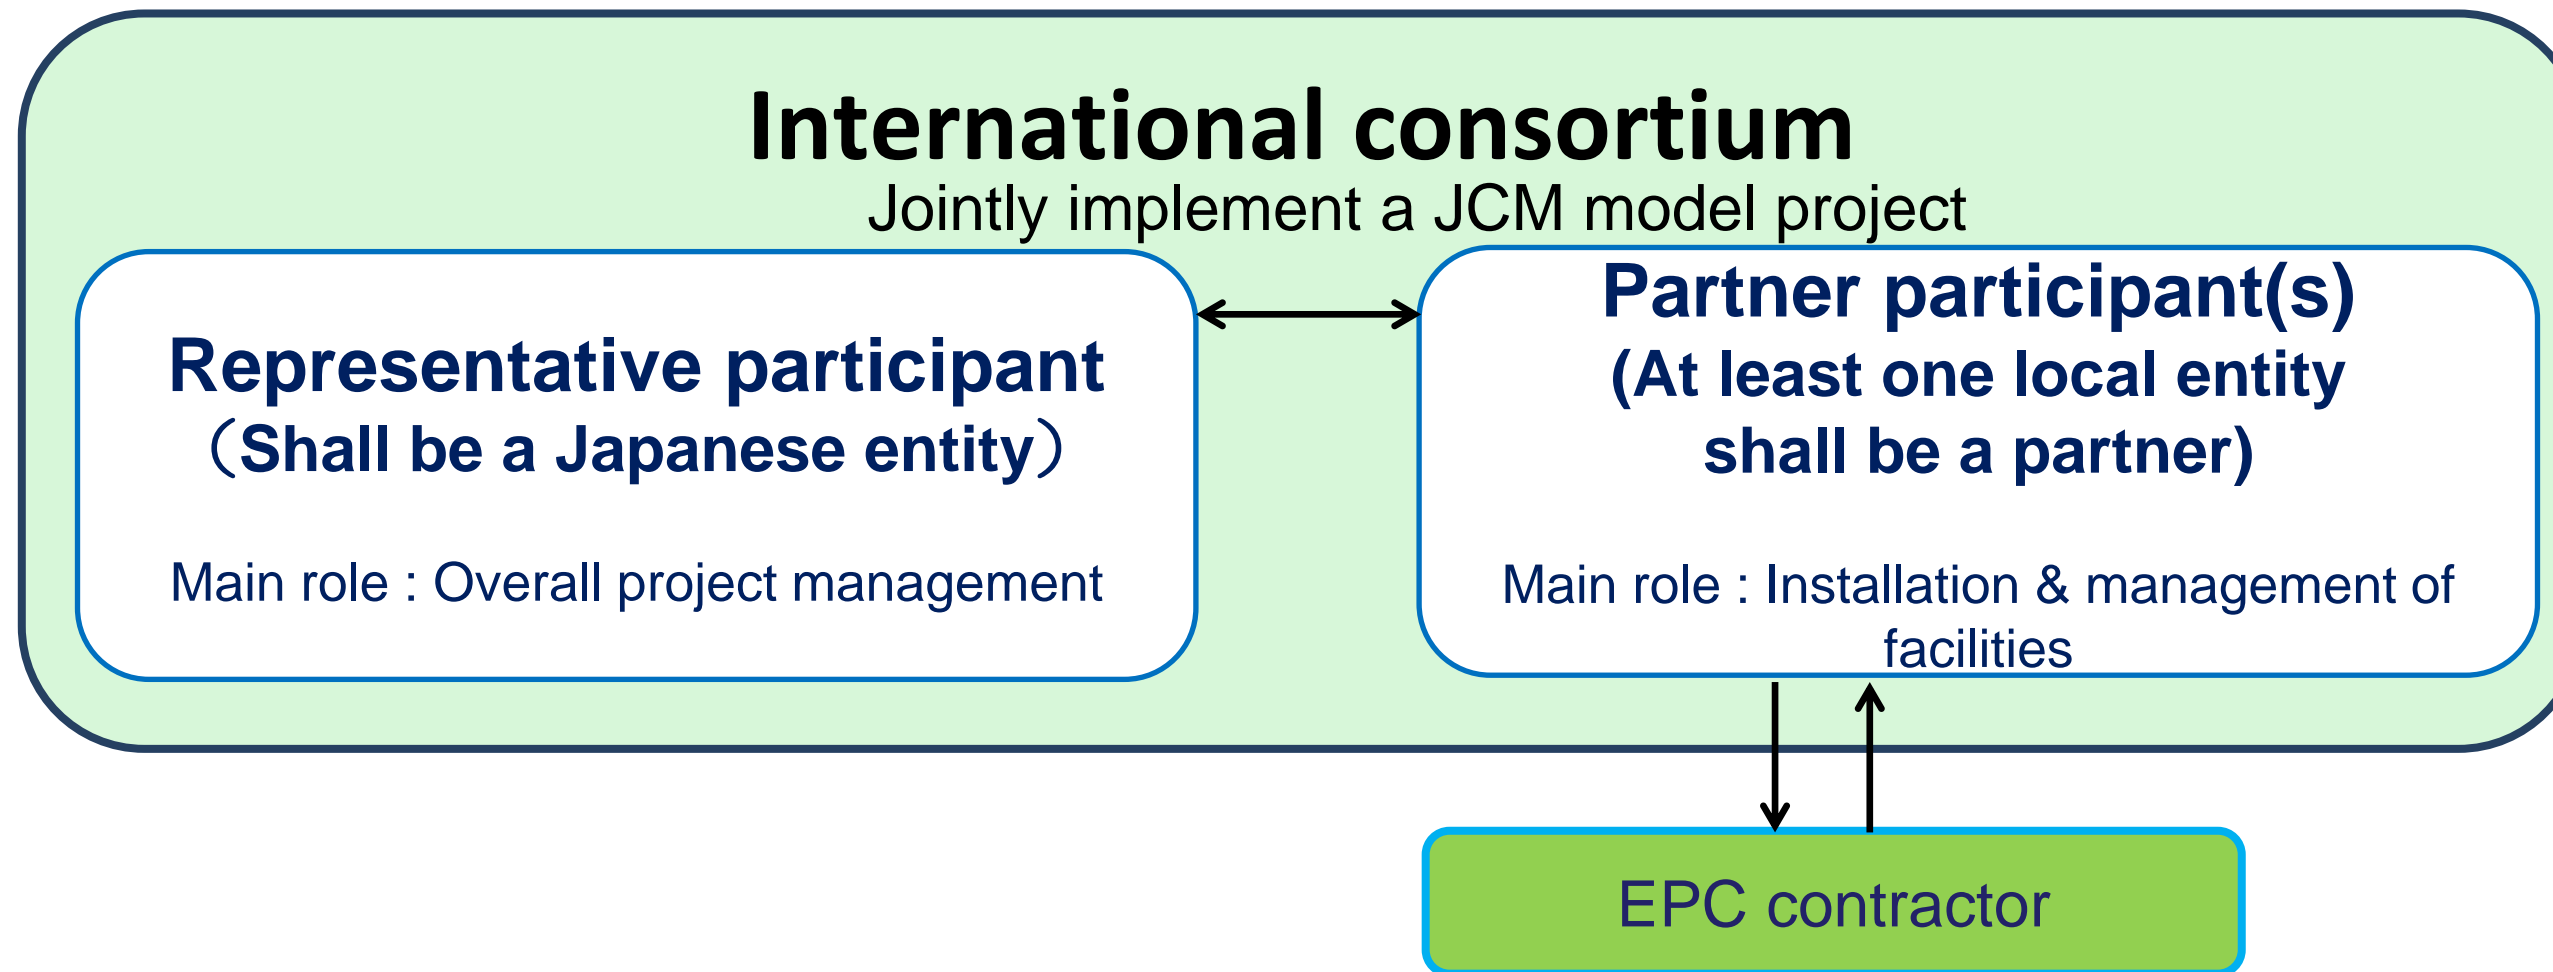 International consortium
Jointly implement a JCM model project
Representative participant
（Shall be a Japanese entity）
Main role : Overall project management
Partner participant(s)
(At least one local entity
shall be a partner)
Main role : Installation & management of
facilities
EPC contractor